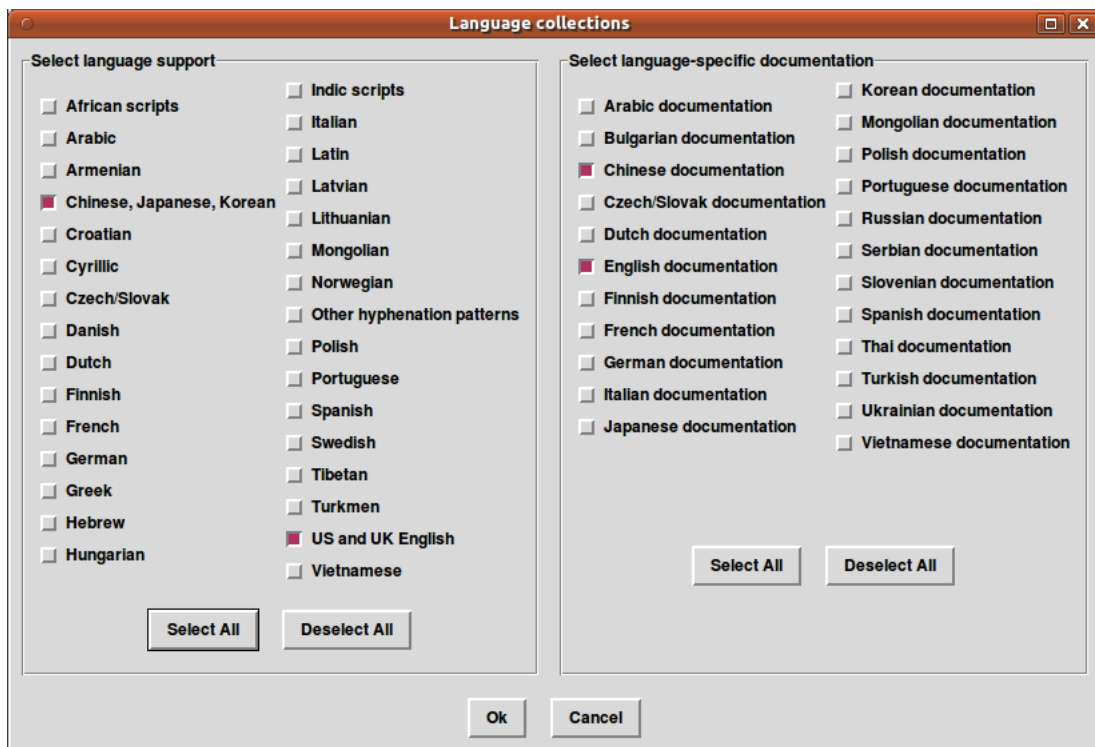 Language collections
Select language support
African scripts
Arabic
Armenian
Chinese, Japanese, Korean
Croatian
Cyrillic
Czech/Slovak
Danish
Dutch
Finnish
French
German
Greek
Hebrew
Hungarian
Indic scripts
Italian
Latin
Latvian
Lithuanian
Mongolian
Norwegian
Other hyphenation patterns
Polish
Portuguese
Spanish
Swedish
Tibetan
Turkmen
US and UK English
Vietnamese
Select All
Deselect All
Select language-specific documentation
Arabic documentation
Bulgarian documentation
Chinese documentation
Czech/Slovak documentation
Dutch documentation
English documentation
Finnish documentation
French documentation
German documentation
Italian documentation
Japanese documentation
Korean documentation
Mongolian documentation
Polish documentation
Portuguese documentation
Russian documentation
Serbian documentation
Slovenian documentation
Spanish documentation
Thai documentation
Turkish documentation
Ukrainian documentation
Vietnamese documentation
Select All
Deselect All
Ok
Cancel